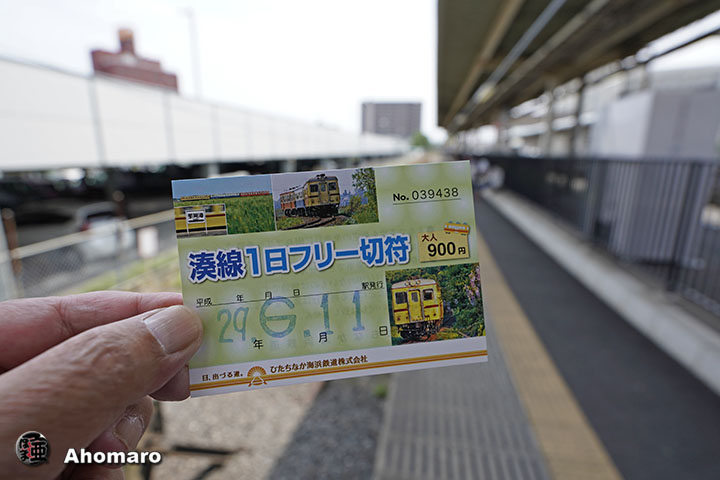 No. 039438
湊線1日フリー切符
大人
900円
平成 年 月 日 駅発行
29 6.11
年 月 日
日、出づる道。 ひたちなか海浜鉄道株式会社
Ahomaro